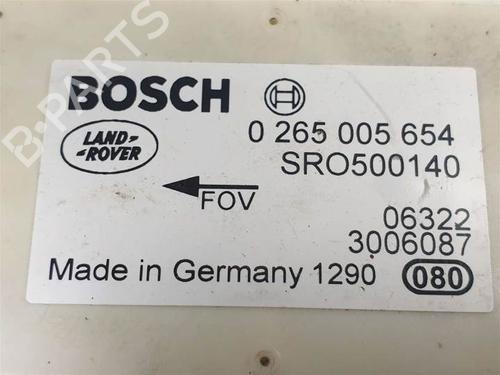 B-PARTS
BOSCH
LAND-
-ROVER
0 265 005 654
SRO500140
FOV
06322
3006087
Made in Germany 1290 080